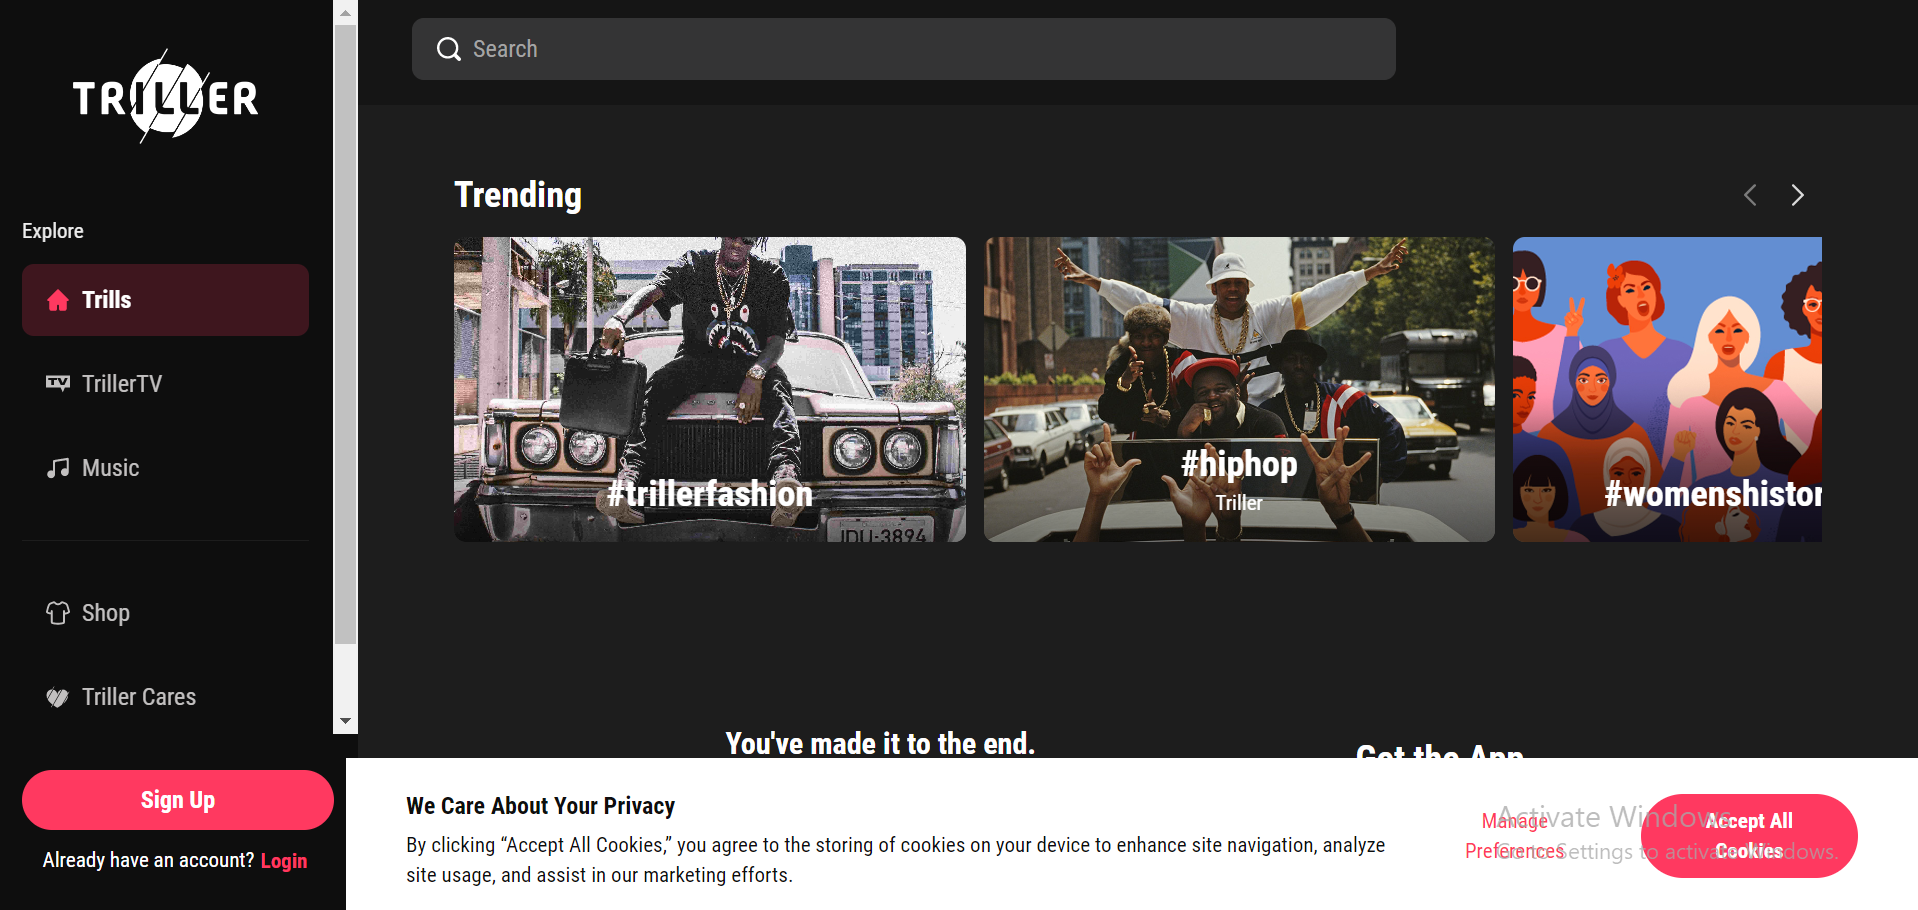 TRILLER
Search
Explore
Trills
TrillerTV
Music
Shop
Triller Cares
Sign Up
Already have an account? Login
Trending
#trillerfashion
JDU-3894
#hiphop
Triller
#womenshistor
You've made it to the end.
Get the App
We Care About Your Privacy
By clicking “Accept All Cookies,” you agree to the storing of cookies on your device to enhance site navigation, analyze
site usage, and assist in our marketing efforts.
Manage
Preferences
Accept All
Cookies
Activate Windows
Go to Settings to activate Windows.